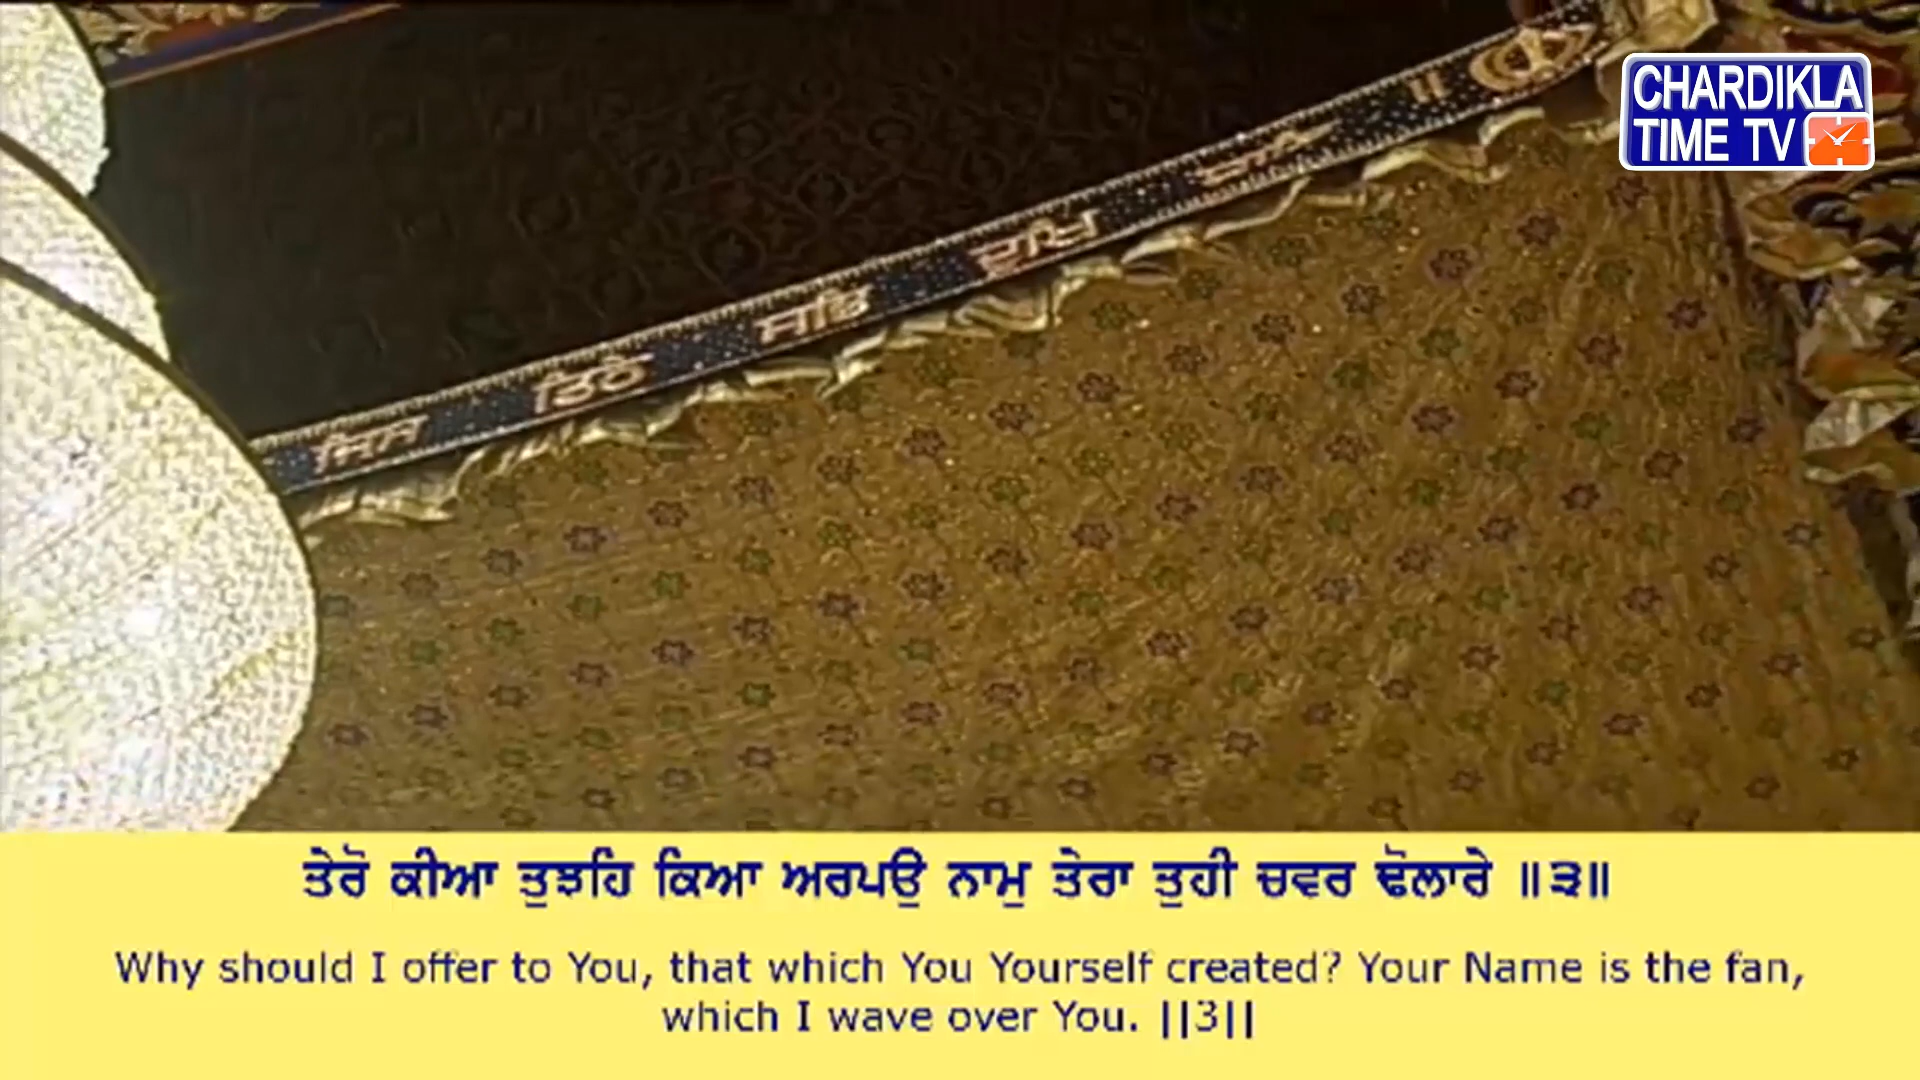 CHARDIKLA
TIME TV
ਜਿਸ ਡਿਠੇ ਸਭਿ ਦੁਖਿ ਜਾਇ ॥
ਤੇਰੋ ਕੀਆ ਤੁਝਹਿ ਕਿਆ ਅਰਪਉ ਨਾਮੁ ਤੇਰਾ ਤੁਹੀ ਚਵਰ ਢੋਲਾਰੇ ॥੩॥
Why should I offer to You, that which You Yourself created? Your Name is the fan,
which I wave over You. ||3||